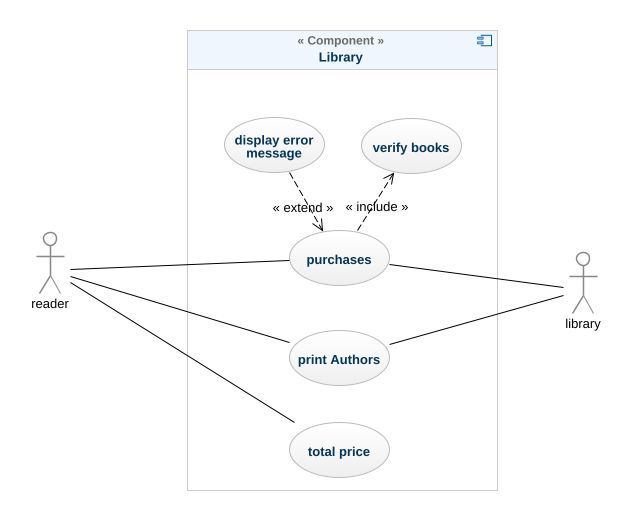 « Component »
Library
display error
message
verify books
« extend »
« include »
purchases
reader
library
print Authors
total price